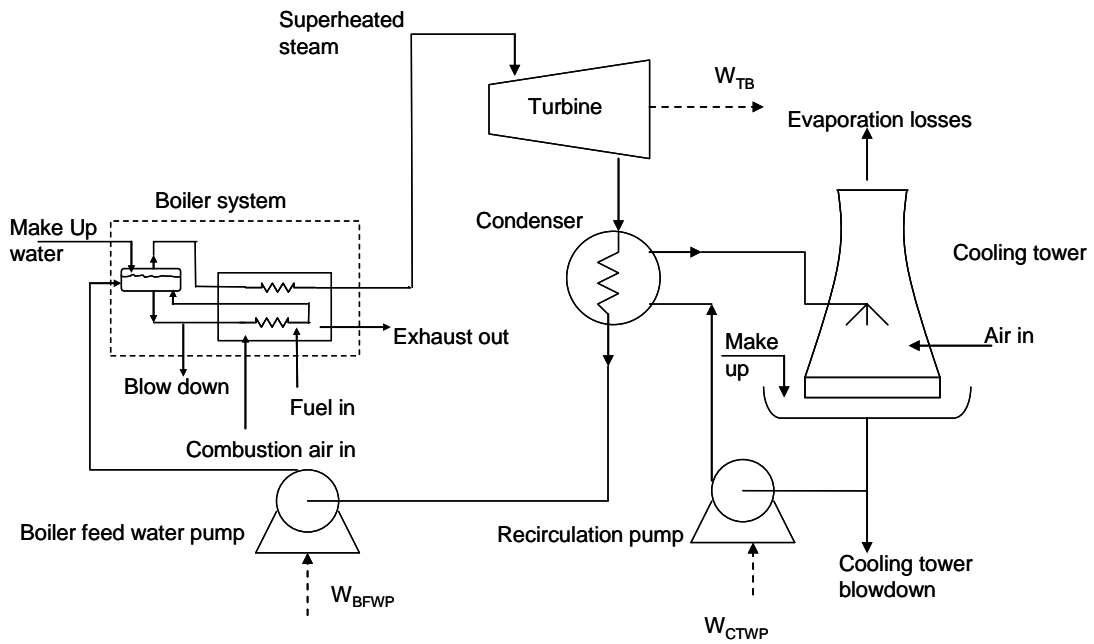 Superheated
steam
Turbine
W_TB
Evaporation losses
Boiler system
Make Up
water
Condenser
Cooling tower
Exhaust out
Make
up
Air in
Blow down
Fuel in
Combustion air in
Boiler feed water pump
Recirculation pump
W_BFWP
Cooling tower
blowdown
W_CTWP